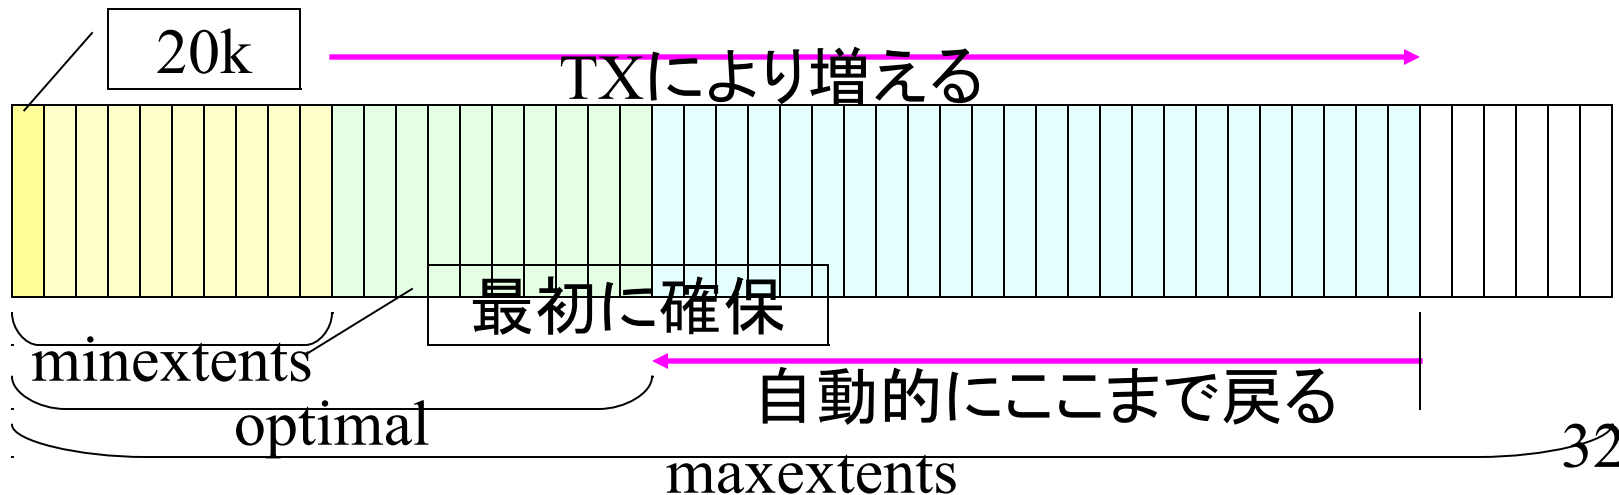 20k
TXにより増える
最初に確保
minextents
自動的にここまで戻る
optimal
32
maxextents